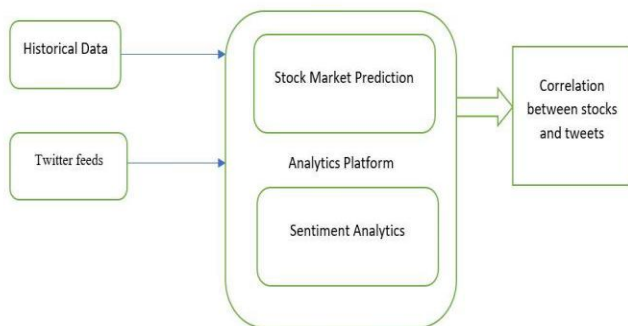 Historical Data
Twitter feeds
Stock Market Prediction
Analytics Platform
Sentiment Analytics
Correlation
between stocks
and tweets